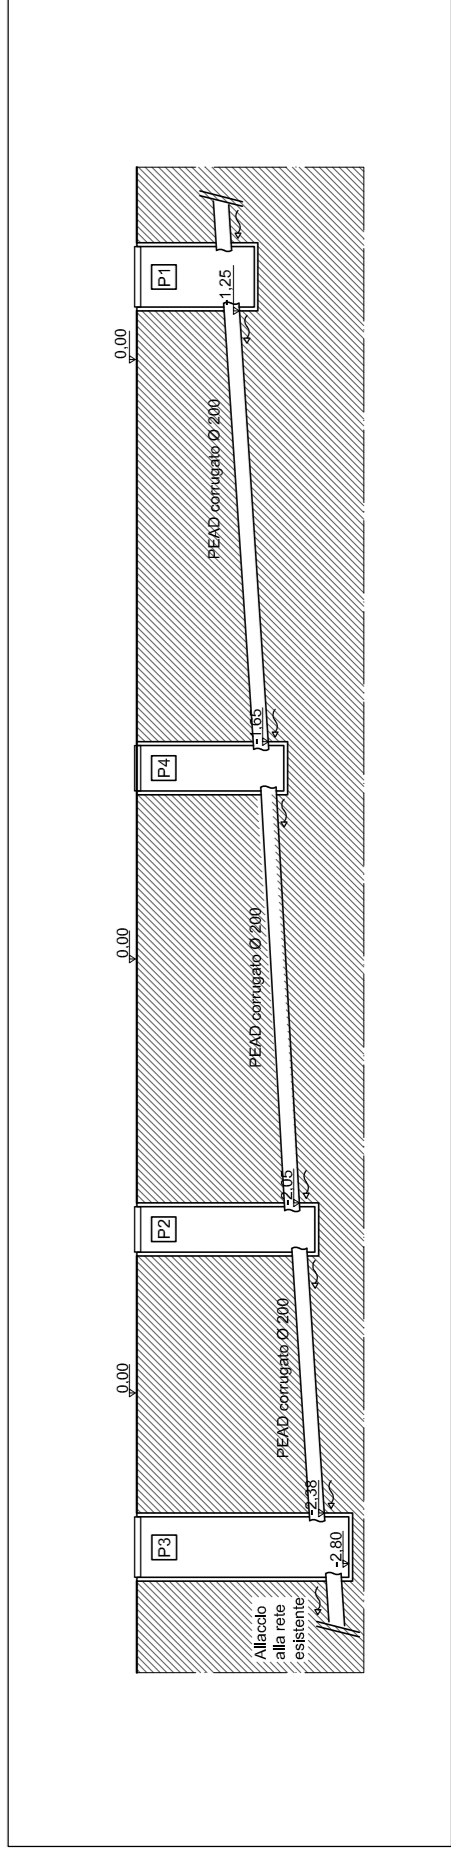 P3
P2
P4
P1
0,00
0,00
0,00
Allaccio
alla rete
esistente
-2,80
-2,38
PEAD corrugato Ø 200
-2,05
PEAD corrugato Ø 200
-1,65
PEAD corrugato Ø 200
-1,25